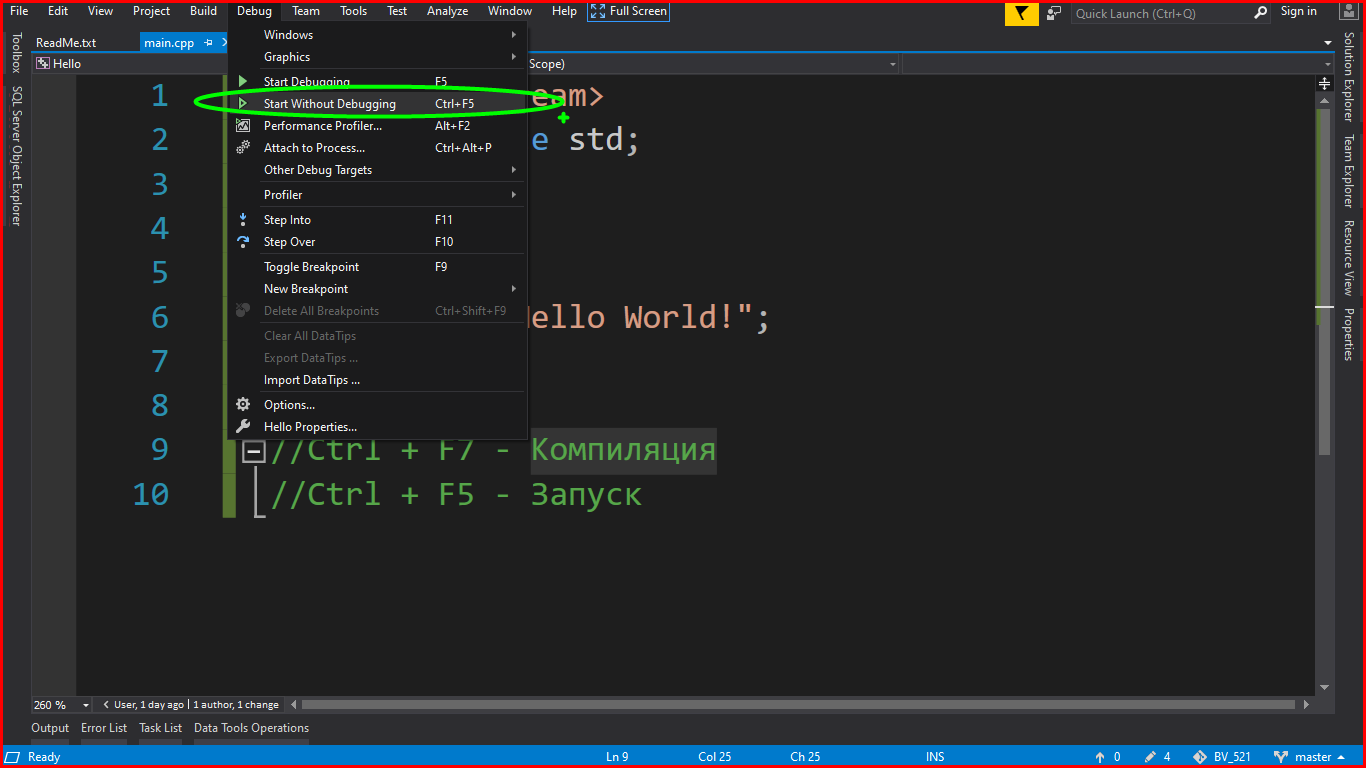 File Edit View Project Build Debug Team Tools Test Analyze Window Help Full Screen Quick Launch (Ctrl+Q) Sign in
ReadMe.txt main.cpp
Hello Scope)
Windows
Graphics
Start Debugging F5
Start Without Debugging Ctrl+F5
Performance Profiler... Alt+F2
Attach to Process... Ctrl+Alt+P
Other Debug Targets
Profiler
Step Into F11
Step Over F10
Toggle Breakpoint F9
New Breakpoint
Delete All Breakpoints Ctrl+Shift+F9
Clear All DataTips
Export DataTips ...
Import DataTips ...
Options...
Hello Properties...
1 eam>
2 e std;
3
4
5
6 ello World!";
7
8
9 //Ctrl + F7 - Компиляция
10 //Ctrl + F5 - Запуск
Toolbox
SQL Server Object Explorer
Solution Explorer
Team Explorer
Resource View
Properties
260 % User, 1 day ago | 1 author, 1 change
Output Error List Task List Data Tools Operations
Ready Ln 9 Col 25 Ch 25 INS 0 4 BV_521 master